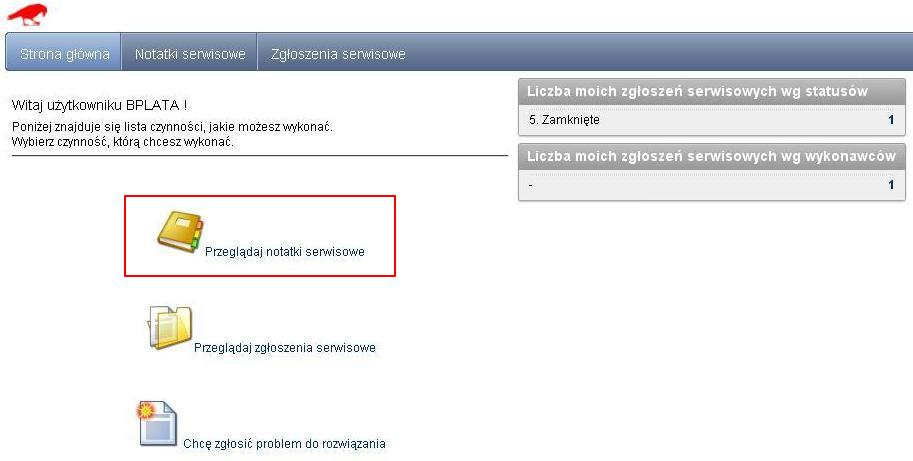 Strona główna
Notatki serwisowe
Zgłoszenia serwisowe
Witaj użytkowniku BPLATA !
Poniżej znajduje się lista czynności, jakie możesz wykonać.
Wybierz czynność, którą chcesz wykonać.
Przeglądaj notatki serwisowe
Przeglądaj zgłoszenia serwisowe
Chcę zgłosić problem do rozwiązania
Liczba moich zgłoszeń serwisowych wg statusów
5. Zamknięte 1
Liczba moich zgłoszeń serwisowych wg wykonawców
- 1